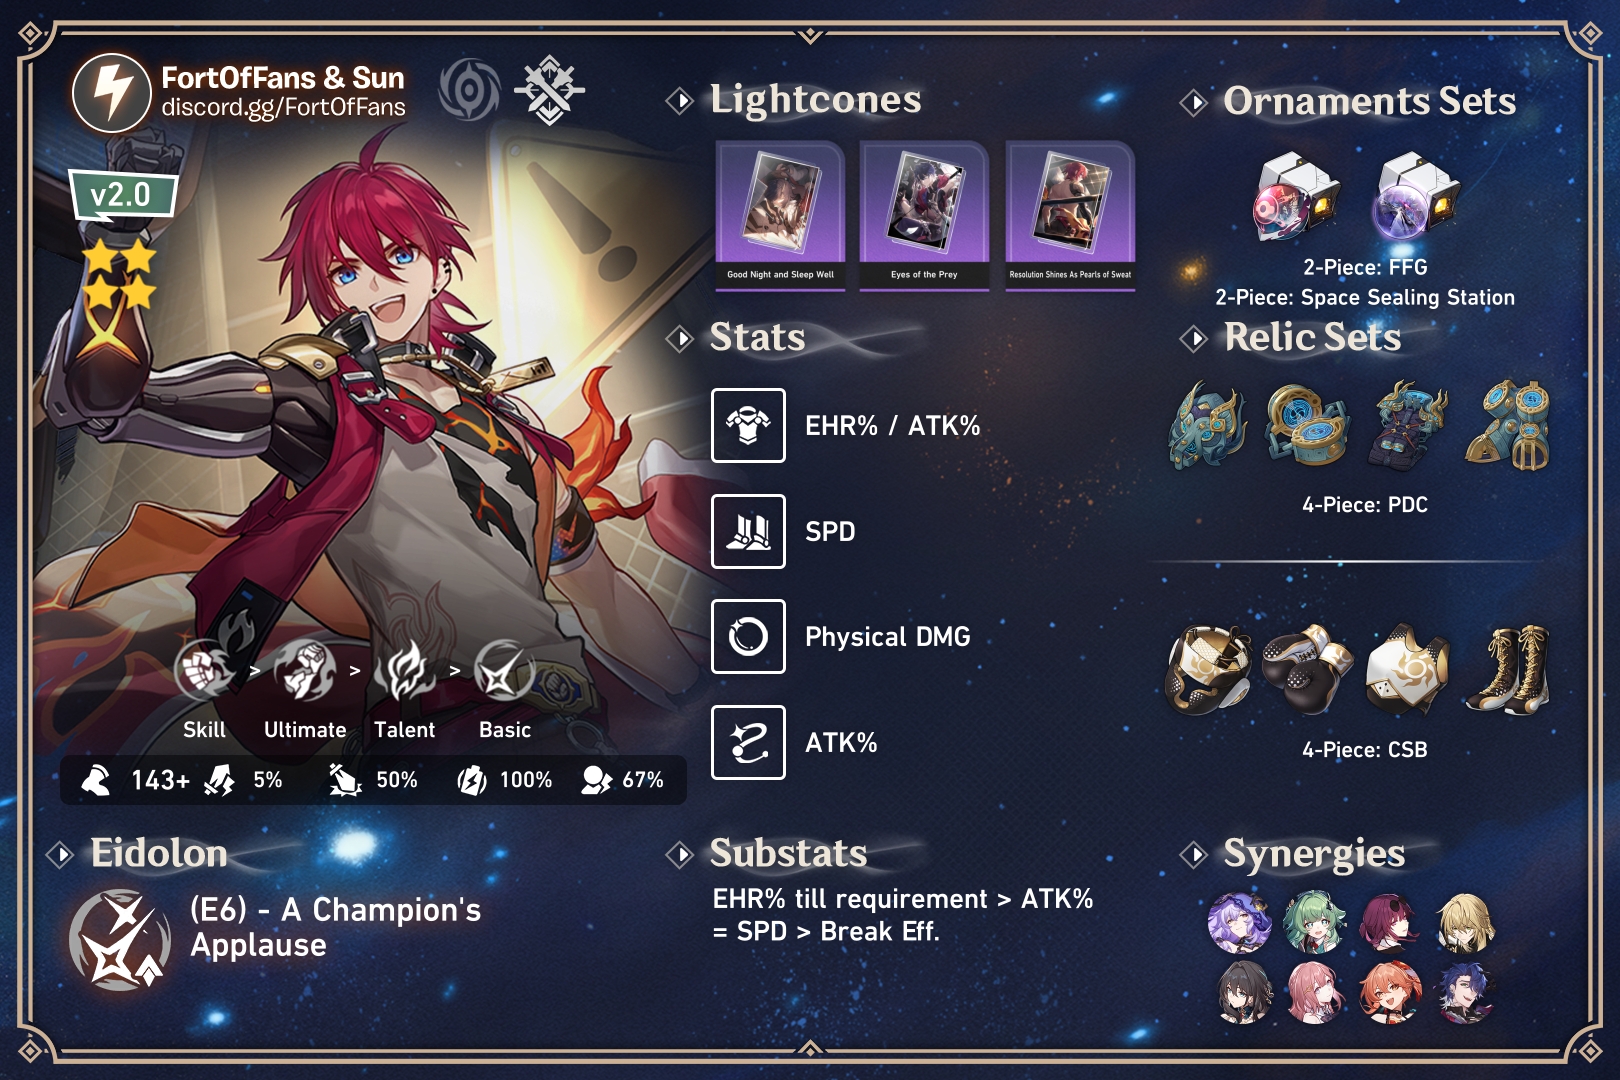 FortOfFans & Sun
discord.gg/FortOfFans
v2.0
Skill > Ultimate > Talent > Basic
143+ 5% 50% 100% 67%
Eidolon
(E6) - A Champion's
Applause
Lightcones
Good Night and Sleep Well
Eyes of the Prey
Resolution Shines As Pearls of Sweat
Stats
EHR% / ATK%
SPD
Physical DMG
ATK%
Substats
EHR% till requirement > ATK%
= SPD > Break Eff.
Ornaments Sets
2-Piece: FFG
2-Piece: Space Sealing Station
Relic Sets
4-Piece: PDC
4-Piece: CSB
Synergies